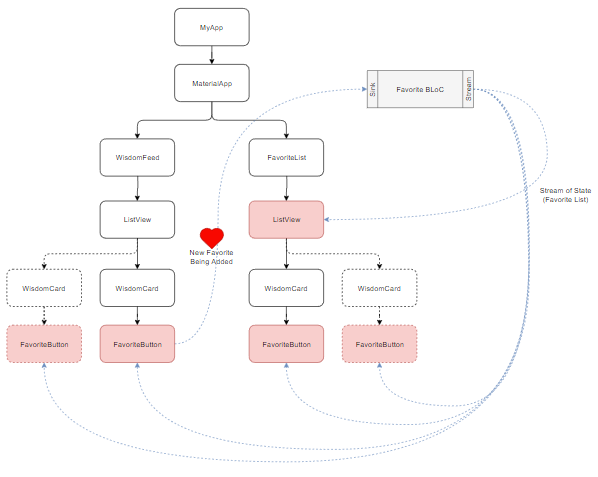 MyApp
MaterialApp
Sink
Favorite BLoC
Stream
WisdomFeed
FavoriteList
Stream of State
(Favorite List)
ListView
ListView
New Favorite
Being Added
WisdomCard
WisdomCard
WisdomCard
WisdomCard
FavoriteButton
FavoriteButton
FavoriteButton
FavoriteButton